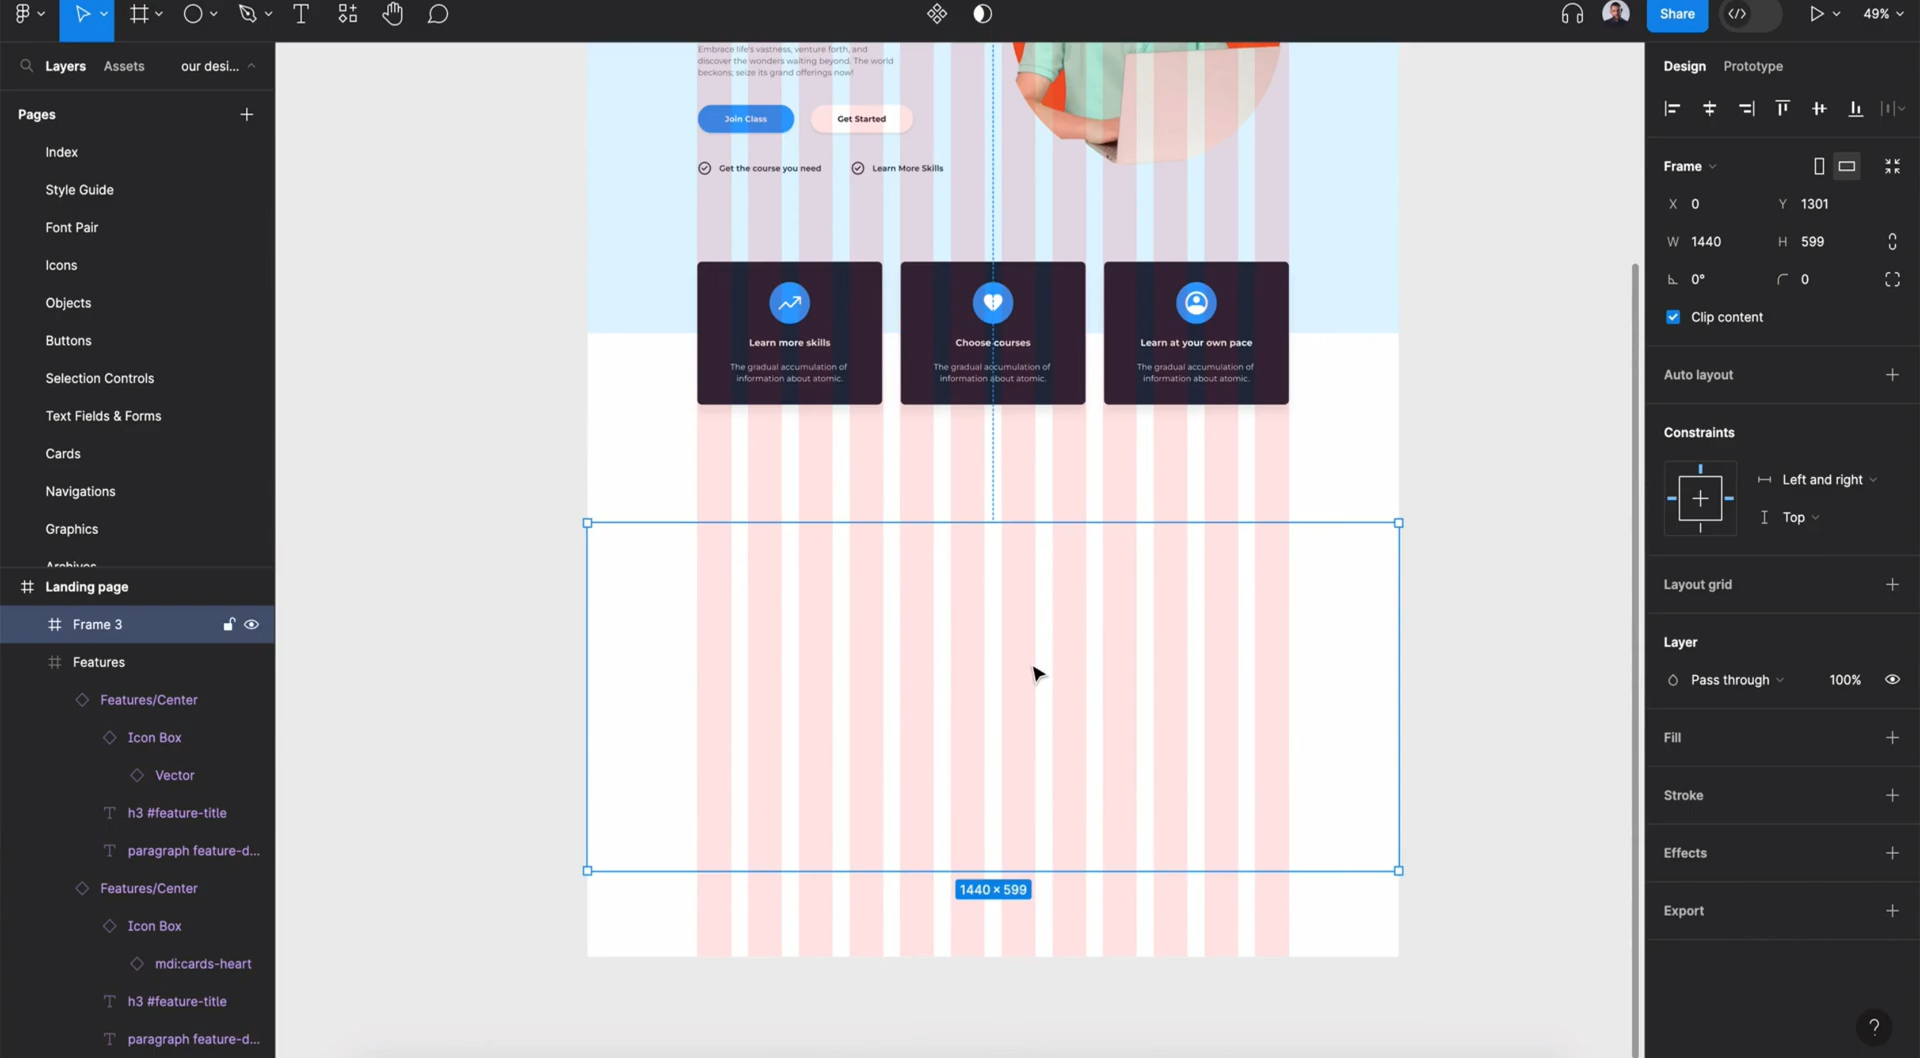 Share
49%
Layers
Assets
our desi...
Pages
Index
Style Guide
Font Pair
Icons
Objects
Buttons
Selection Controls
Text Fields & Forms
Cards
Navigations
Graphics
Archives
Landing page
Frame 3
Features
Features/Center
Icon Box
Vector
h3 #feature-title
paragraph feature-d...
Features/Center
Icon Box
mdi:cards-heart
h3 #feature-title
paragraph feature-d...
Embrace life's vastness, venture forth, and
discover the wonders waiting beyond. The world
beckons; seize its grand offerings now!
Join Class
Get Started
Get the course you need
Learn More Skills
Learn more skills
The gradual accumulation of
information about atomic.
Choose courses
The gradual accumulation of
information about atomic.
Learn at your own pace
The gradual accumulation of
information about atomic.
1440 × 599
Design
Prototype
Frame
X 0
Y 1301
W 1440
H 599
0°
0
Clip content
Auto layout
Constraints
Left and right
Top
Layout grid
Layer
Pass through
100%
Fill
Stroke
Effects
Export
?